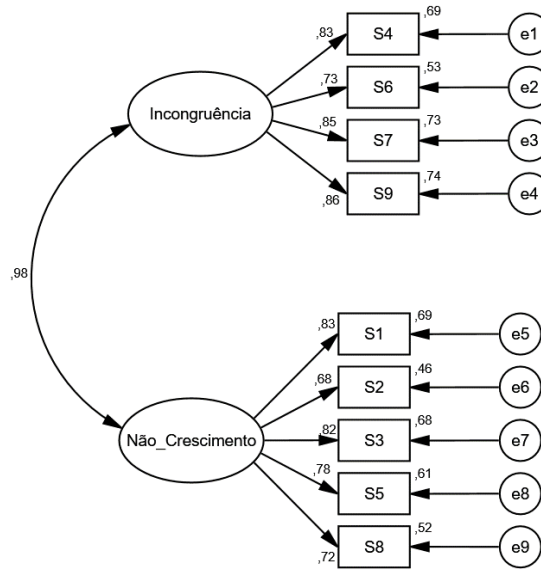 ,69
,83
S4
e1
,53
,73
S6
e2
Incongruência
,85
,73
S7
e3
,74
S9
e4
,86
,98
,69
,83
S1
e5
,46
,68
S2
e6
Não_Crescimento
,82
,68
S3
e7
,78
,61
S5
e8
,52
S8
e9
,72